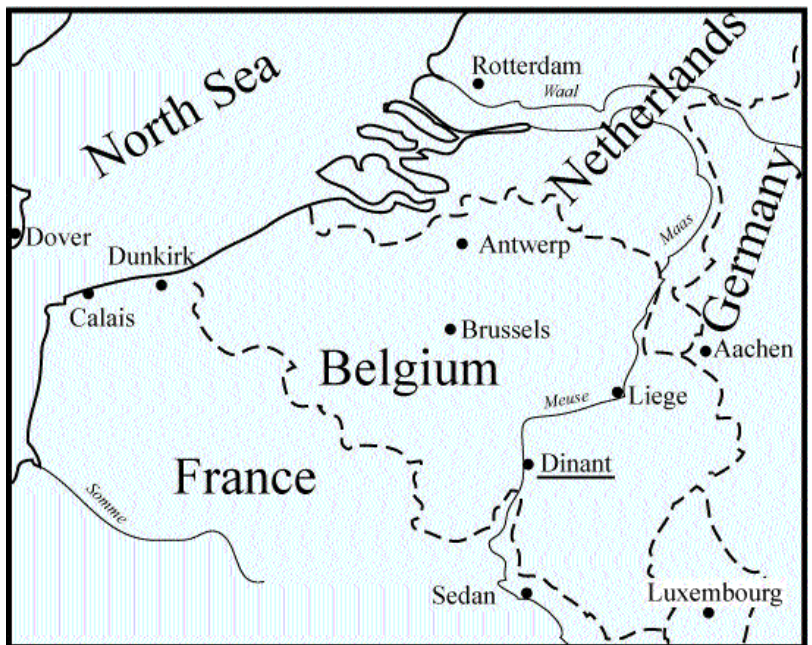 Rotterdam
Waal
North Sea
Netherlands
Dover
Dunkirk
Antwerp
Maas
Germany
Calais
Brussels
Aachen
Belgium
Meuse
Liege
Dinant
France
Somme
Sedan
Luxembourg